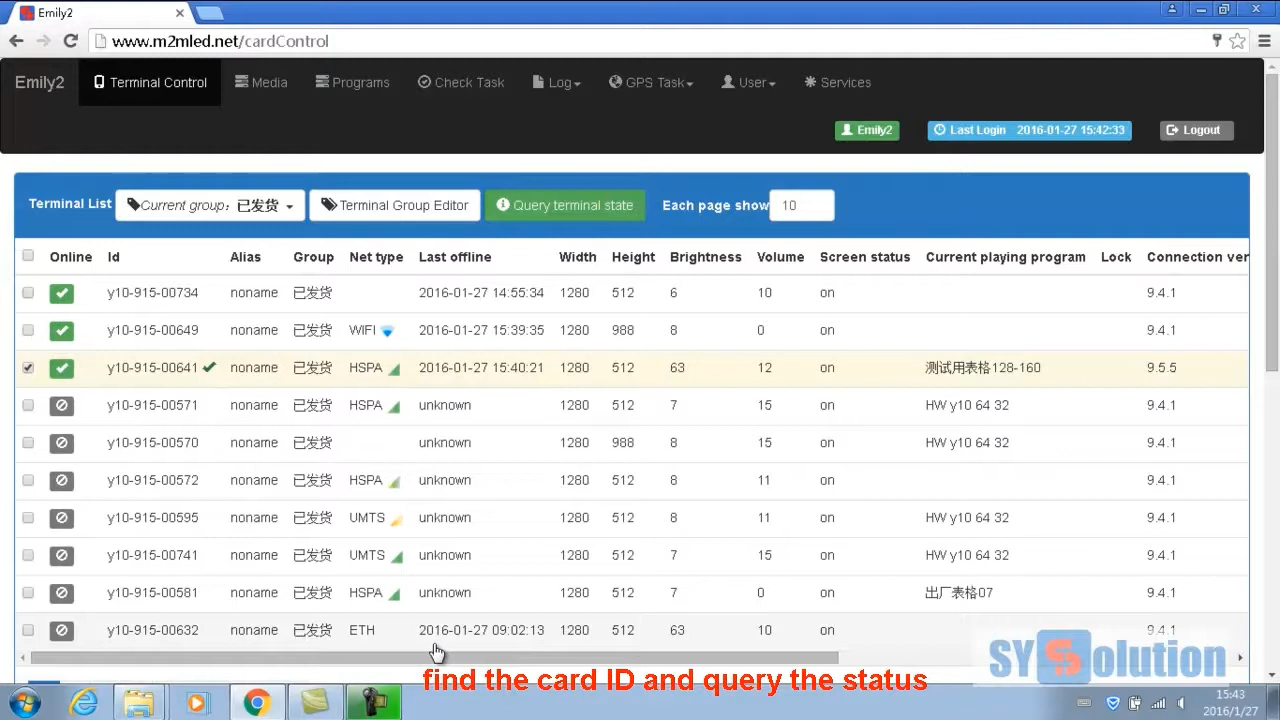 Emily2
www.m2mled.net/cardControl
Emily2 Terminal Control Media Programs Check Task Log GPS Task User Services
Emily2 Last Login 2016-01-27 15:42:33 Logout
Terminal List Current group：已发货 Terminal Group Editor Query terminal state Each page show 10
Online Id Alias Group Net type Last offline Width Height Brightness Volume Screen status Current playing program Lock Connection ver
y10-915-00734 noname 已发货 2016-01-27 14:55:34 1280 512 6 10 on 9.4.1
y10-915-00649 noname 已发货 WIFI 2016-01-27 15:39:35 1280 988 8 0 on 9.4.1
y10-915-00641 noname 已发货 HSPA 2016-01-27 15:40:21 1280 512 63 12 on 测试用表格128-160 9.5.5
y10-915-00571 noname 已发货 HSPA unknown 1280 512 7 15 on HW y10 64 32 9.4.1
y10-915-00570 noname 已发货 unknown 1280 988 8 15 on HW y10 64 32 9.4.1
y10-915-00572 noname 已发货 HSPA unknown 1280 512 8 11 on 9.4.1
y10-915-00595 noname 已发货 UMTS unknown 1280 512 8 11 on HW y10 64 32 9.4.1
y10-915-00741 noname 已发货 UMTS unknown 1280 512 7 15 on HW y10 64 32 9.4.1
y10-915-00581 noname 已发货 HSPA unknown 1280 512 7 0 on 出厂表格07 9.4.1
y10-915-00632 noname 已发货 ETH 2016-01-27 09:02:13 1280 512 63 10 on 9.4.1
SYSSolution
find the card ID and query the status
15:43
2016/1/27